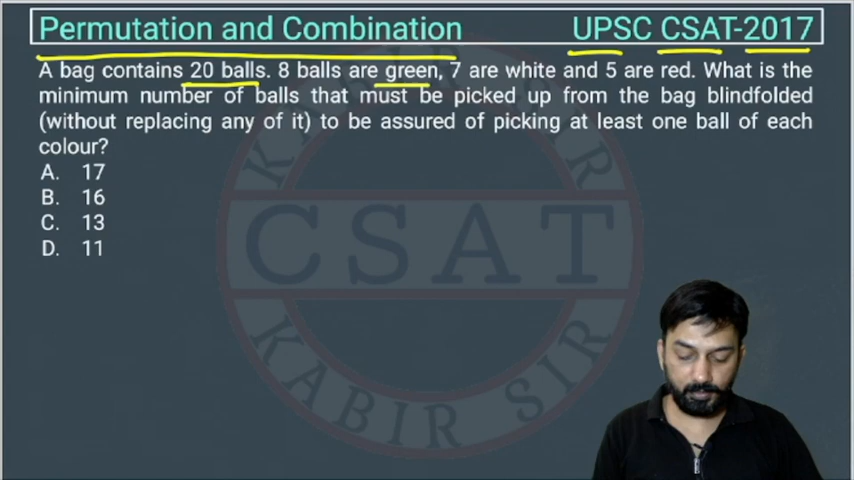 Permutation and Combination UPSC CSAT-2017
A bag contains 20 balls. 8 balls are green, 7 are white and 5 are red. What is the
minimum number of balls that must be picked up from the bag blindfolded
(without replacing any of it) to be assured of picking at least one ball of each
colour?
A. 17
B. 16
C. 13
D. 11
KABIR SIR
CSAT
KABIR SIR